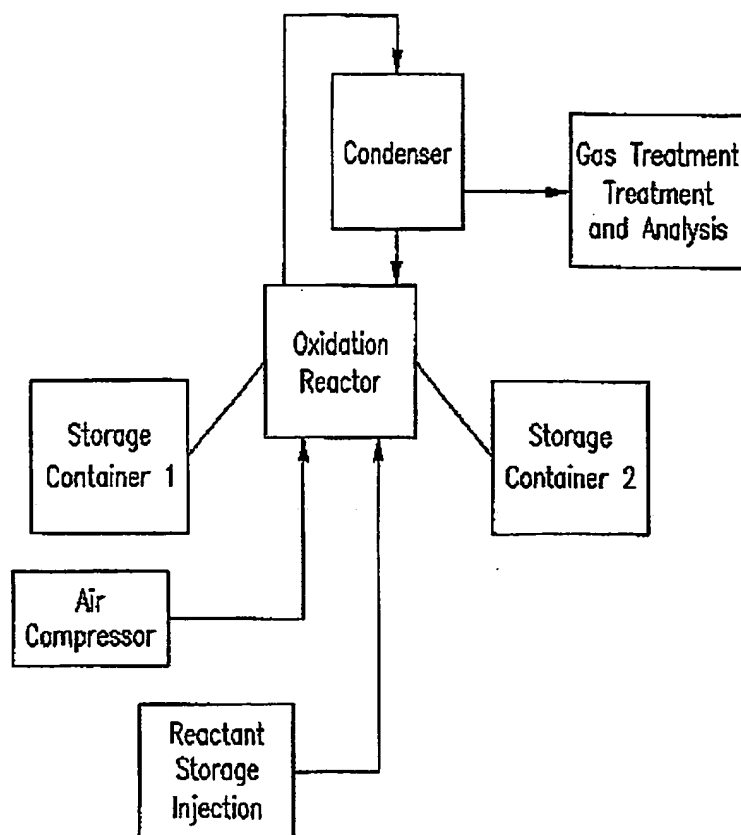 Condenser
Gas Treatment
Treatment
and Analysis
Oxidation
Reactor
Storage
Container 1
Storage
Container 2
Air
Compressor
Reactant
Storage
Injection